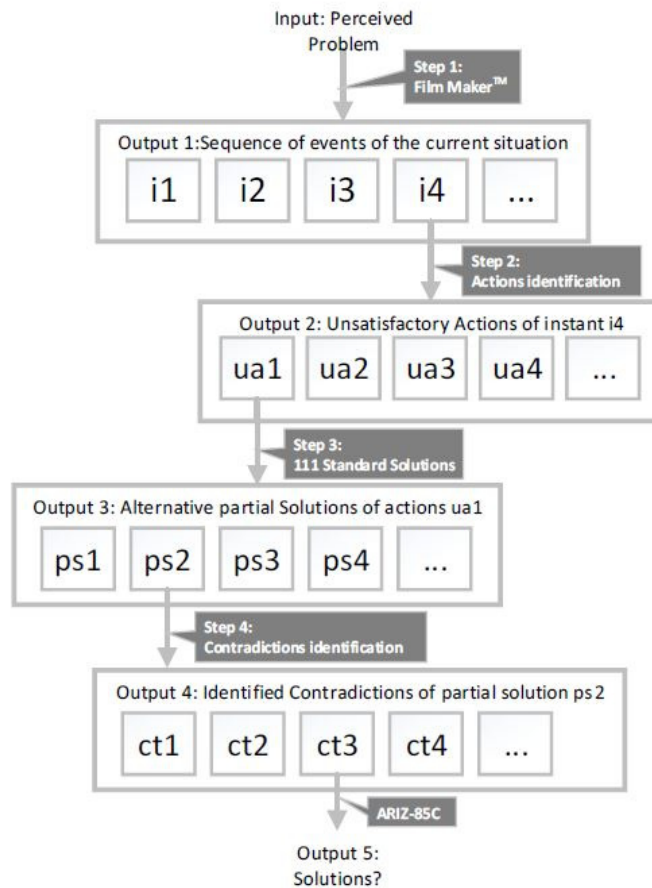 Input: Perceived
Problem
Step 1:
Film Maker™
Output 1:Sequence of events of the current situation
i1 i2 i3 i4 ...
Step 2:
Actions identification
Output 2: Unsatisfactory Actions of instant i4
ua1 ua2 ua3 ua4 ...
Step 3:
111 Standard Solutions
Output 3: Alternative partial Solutions of actions ua1
ps1 ps2 ps3 ps4 ...
Step 4:
Contradictions identification
Output 4: Identified Contradictions of partial solution ps2
ct1 ct2 ct3 ct4 ...
ARIZ-85C
Output 5:
Solutions?